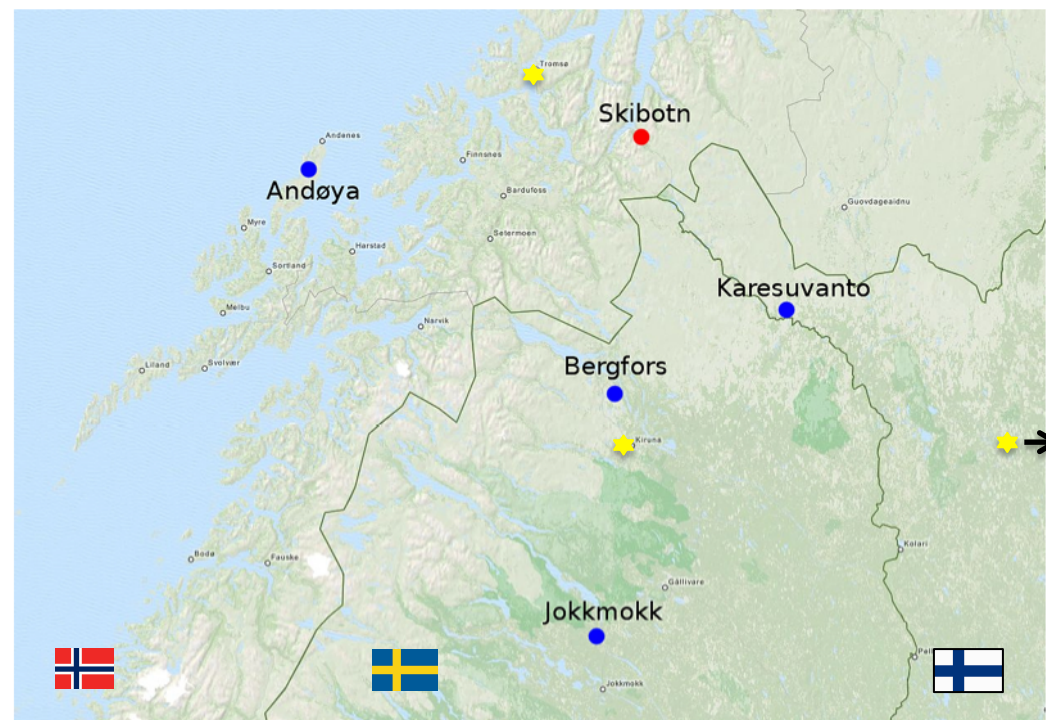 Tromsø
Skibotn
Andenes
Finnsnes
Andøya
Bardufoss
Guovdageaidnu
Myre
Setermoen
Harstad
Sortland
Karesuvanto
Melbu
Narvik
Liland
Svolvær
Bergfors
Kiruna
Kolari
Bodø
Fauske
Gällivare
Jokkmokk
Jokkmokk